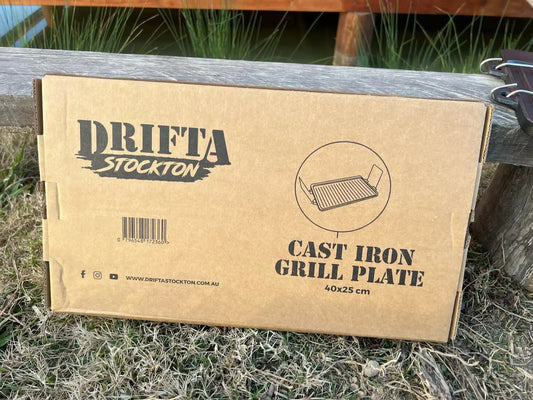 DRIFTA
STOCKTON
WWW.DRIFTASTOCKTON.COM.AU
CAST IRON
GRILL PLATE
40x25 cm